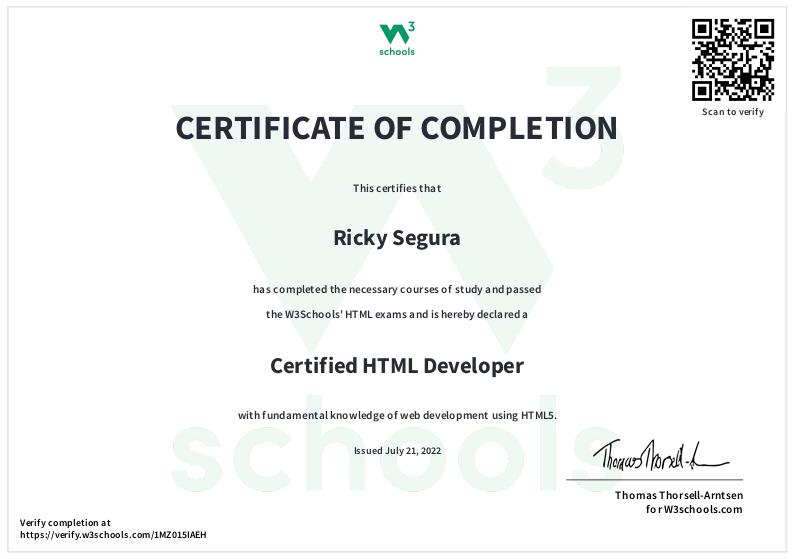 W3
schools
Scan to verify
CERTIFICATE OF COMPLETION
This certifies that
Ricky Segura
has completed the necessary courses of study and passed
the W3Schools' HTML exams and is hereby declared a
Certified HTML Developer
with fundamental knowledge of web development using HTML5.
Issued July 21, 2022
Thomas Thorsell-A
Thomas Thorsell-Arntsen
for W3schools.com
Verify completion at
https://verify.w3schools.com/1MZ015IAEH
W3
schools